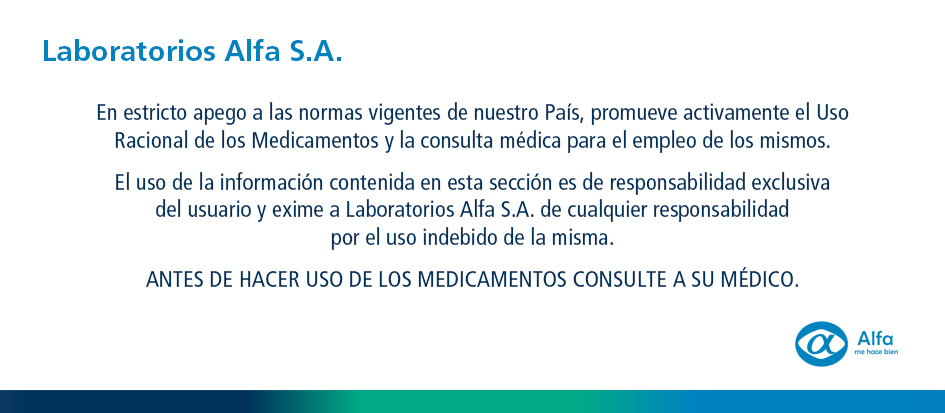 Laboratorios Alfa S.A.
En estricto apego a las normas vigentes de nuestro País, promueve activamente el Uso
Racional de los Medicamentos y la consulta médica para el empleo de los mismos.
El uso de la información contenida en esta sección es de responsabilidad exclusiva
del usuario y exime a Laboratorios Alfa S.A. de cualquier responsabilidad
por el uso indebido de la misma.
ANTES DE HACER USO DE LOS MEDICAMENTOS CONSULTE A SU MÉDICO.
α Alfa
me hace bien